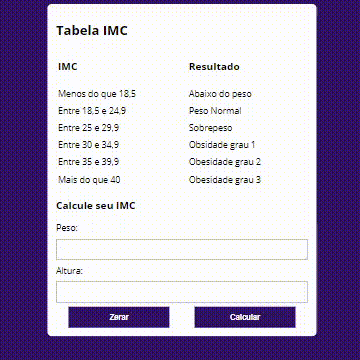 Tabela IMC
IMC Resultado
Menos do que 18,5 Abaixo do peso
Entre 18,5 e 24,9 Peso Normal
Entre 25 e 29,9 Sobrepeso
Entre 30 e 34,9 Obsidade grau 1
Entre 35 e 39,9 Obesidade grau 2
Mais do que 40 Obesidade grau 3
Calcule seu IMC
Peso:
Altura:
Zerar Calcular